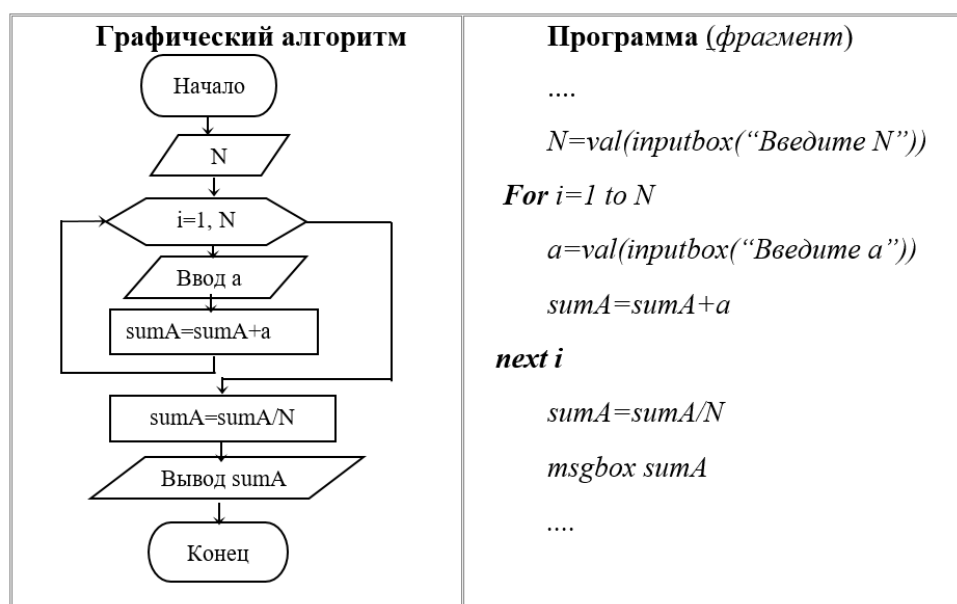 Графический алгоритм
Начало
N
i=1, N
Ввод a
sumA=sumA+a
sumA=sumA/N
Вывод sumA
Конец
Программа (фрагмент)
....
N=val(inputbox(“Введите N”))
For i=1 to N
a=val(inputbox(“Введите a”))
sumA=sumA+a
next i
sumA=sumA/N
msgbox sumA
....